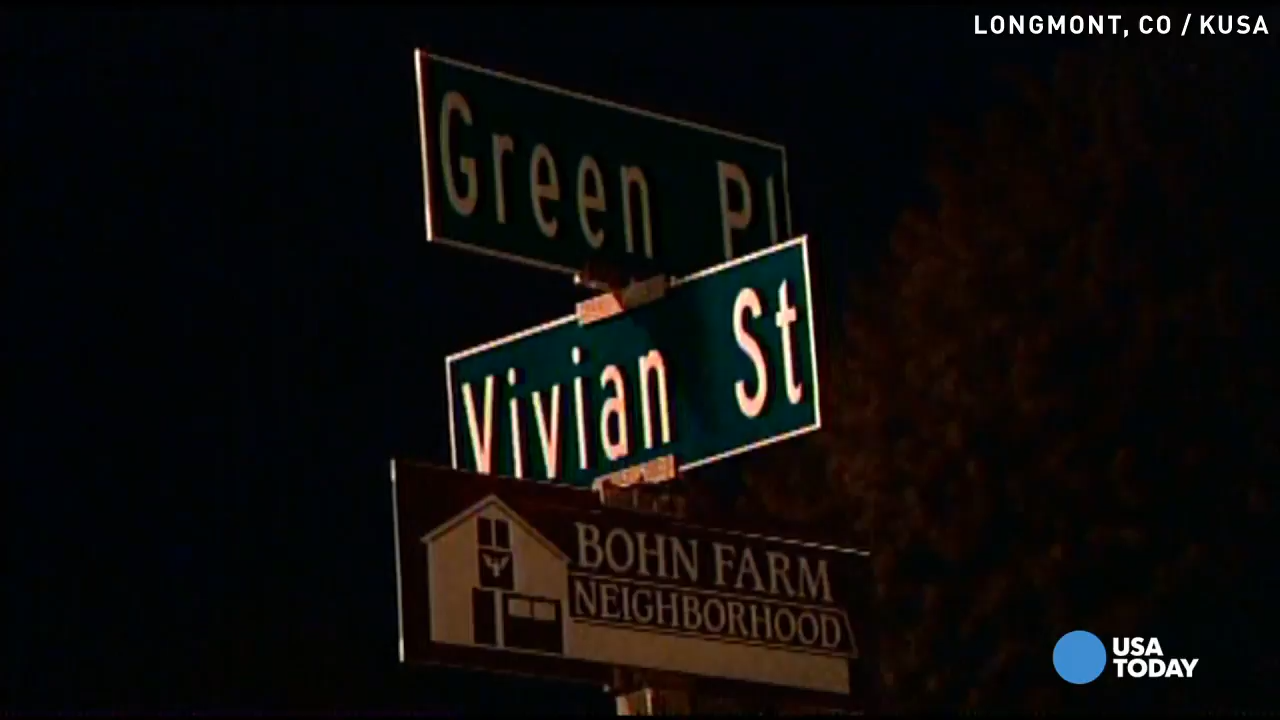 LONGMONT, CO / KUSA
Green Pl
Vivian St
BOHN FARM
NEIGHBORHOOD
USA
TODAY